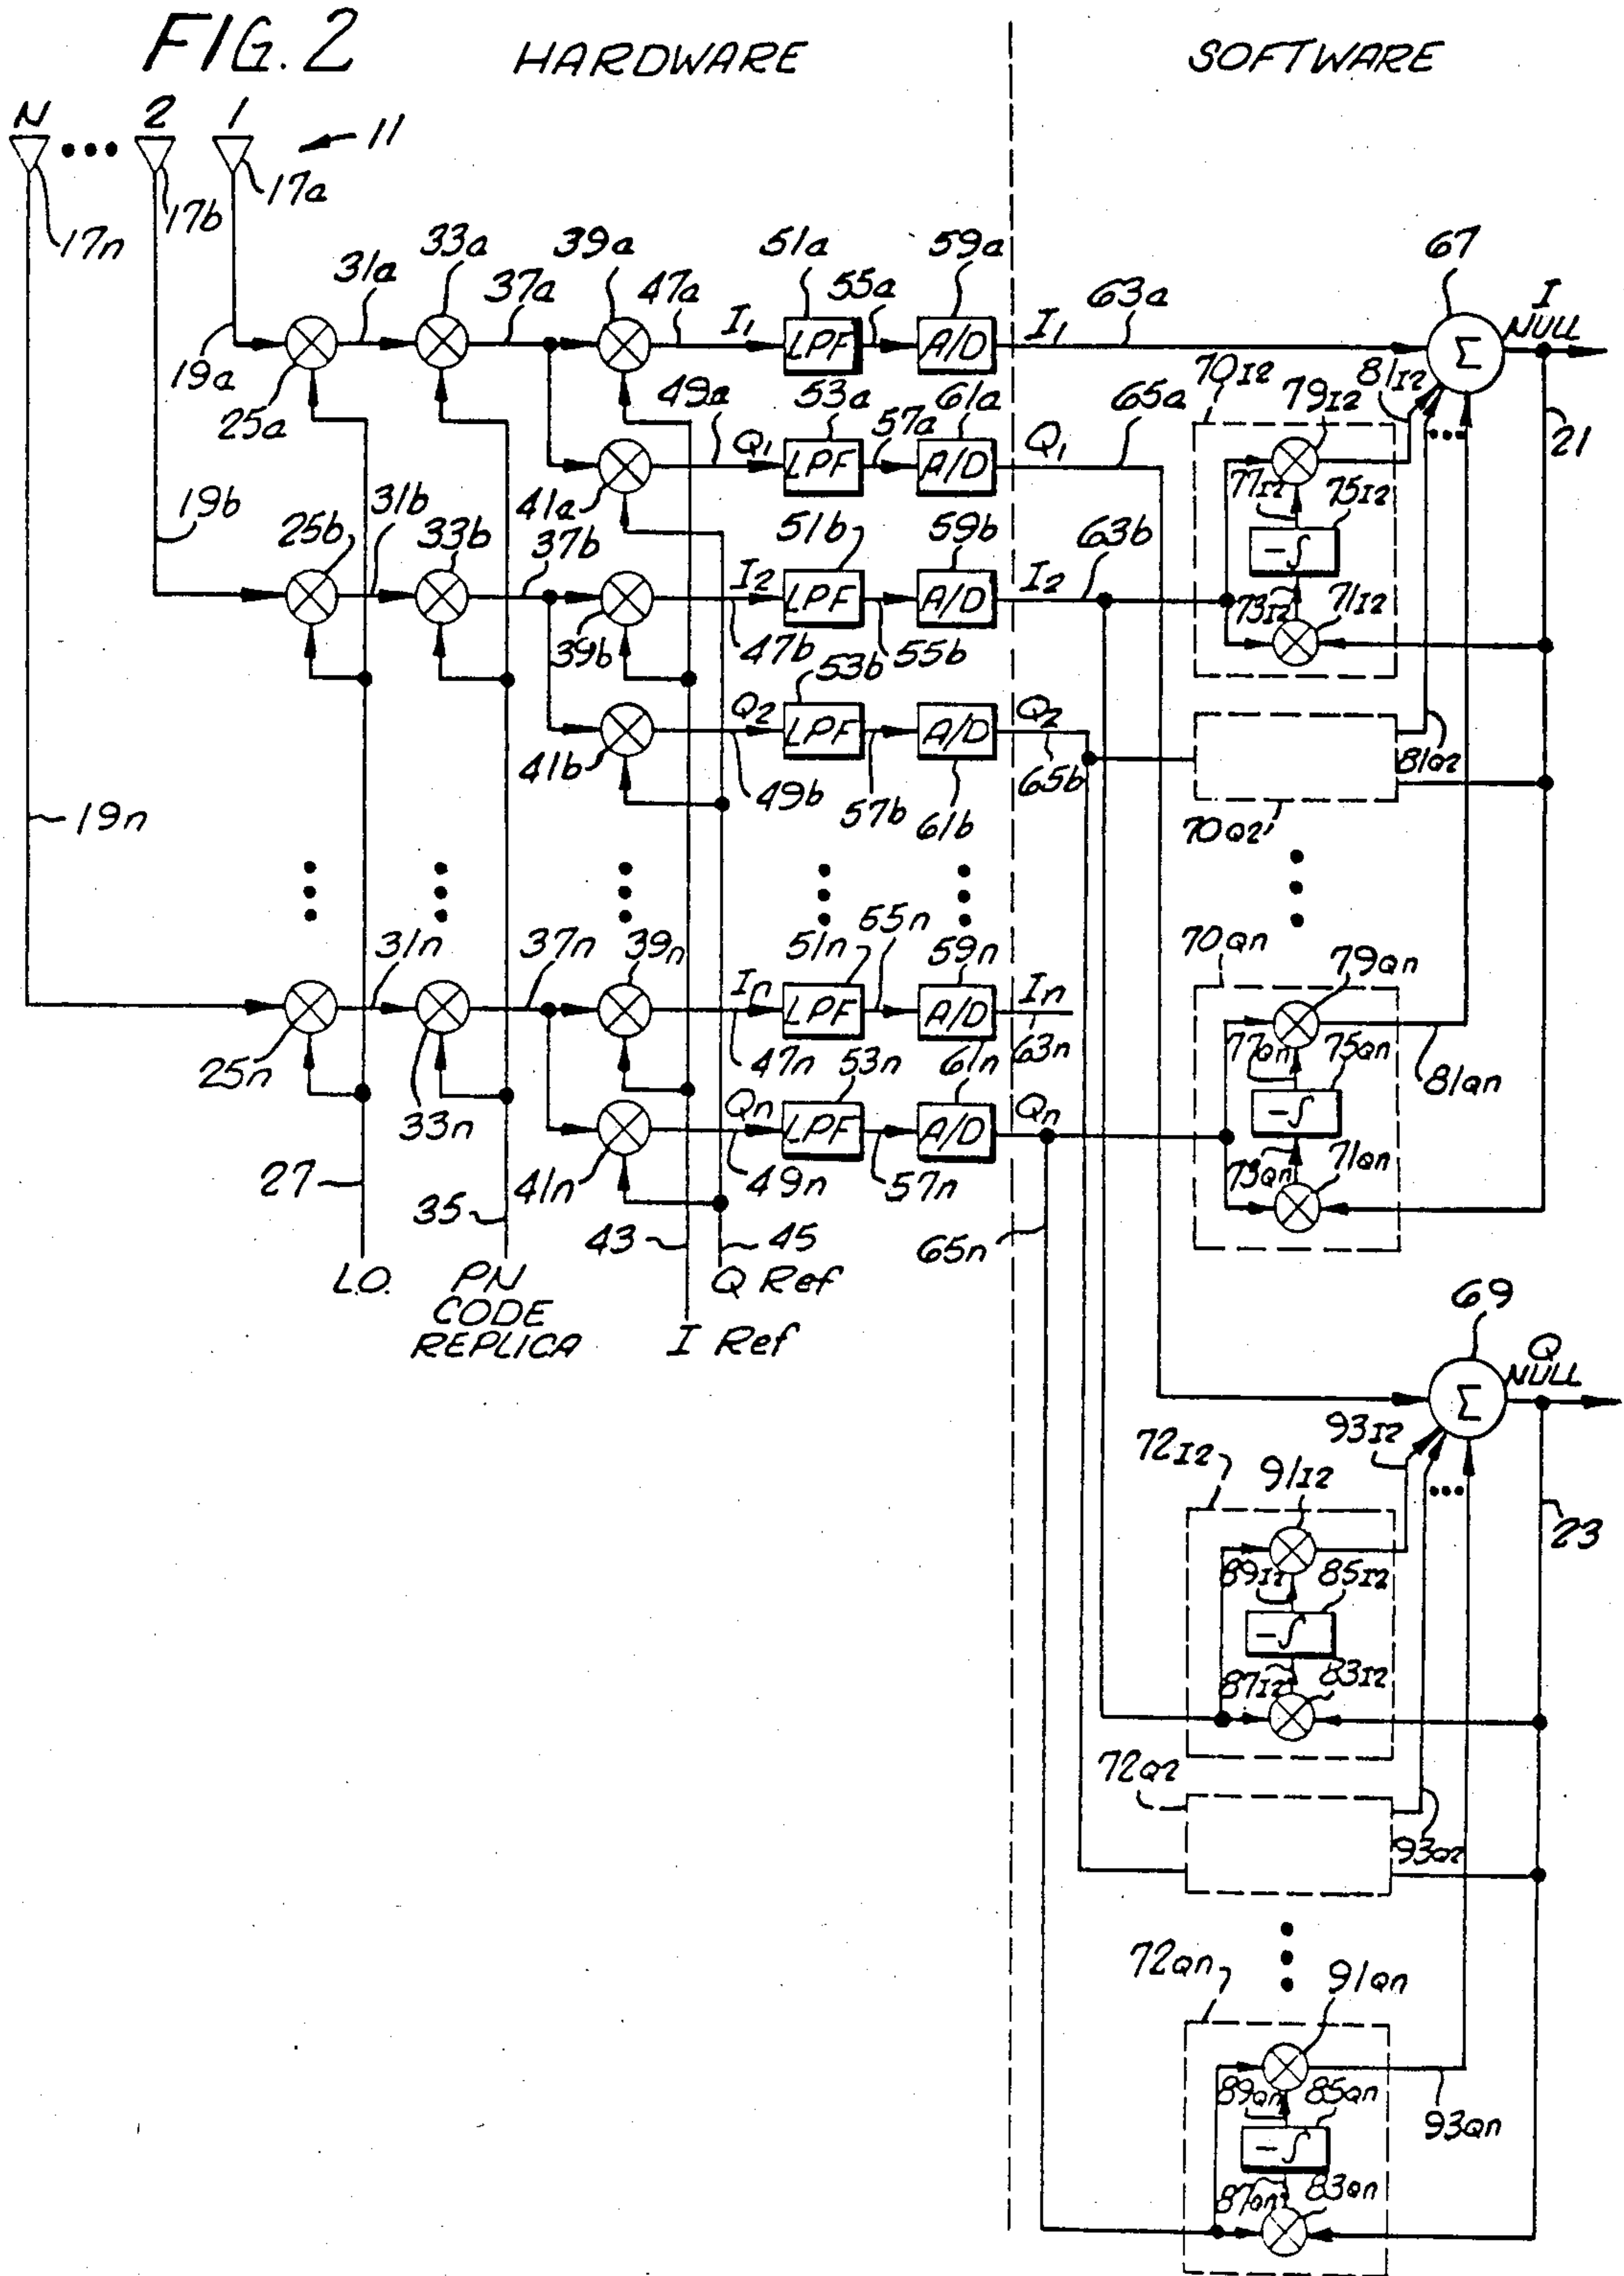 FIG. 2
HARDWARE
SOFTWARE
N ••• 2 1
11
17a
17b
17n
67
33a
39a
51a
59a
31a
37a
47a
55a
63a
I
NULL
I1
LPF
A/D
I1
Σ
19a
25a
49a
53a
61a
65a
70I2
81I2
79I2
Q1
57a
Q1
LPF
A/D
21
77I2
75I2
41a
19b
25b
31b
33b
37b
51b
59b
63b
-∫
I2
LPF
A/D
I2
73I2
71I2
39b
47b
55b
53b
Q2
LPF
A/D
Q2
41b
49b
57b
61b
65b
81Q2
70Q2
19n
31n
37n
39n
51n
55n
59n
70Qn
79Qn
In
LPF
A/D
In
25n
33n
47n
53n
61n
63n
77Qn
75Qn
81Qn
Qn
LPF
A/D
Qn
-∫
73Qn
71Qn
41n
49n
57n
27
35
43
45
65n
L.O.
PN
CODE
REPLICA
Q Ref
I Ref
69
Q
NULL
Σ
93I2
72I2
91I2
23
89I2
85I2
-∫
87I2
83I2
72Q2
93Q2
72Qn
91Qn
89Qn
85Qn
93Qn
-∫
87Qn
83Qn